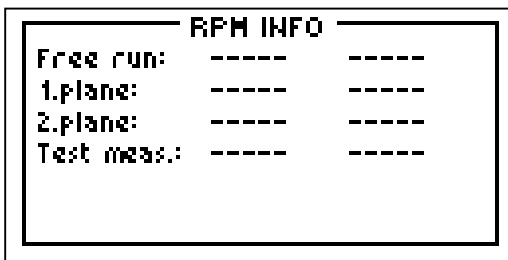 RPM INFO
Free run: ----- -----
1.plane: ----- -----
2.plane: ----- -----
Test meas.: ----- -----